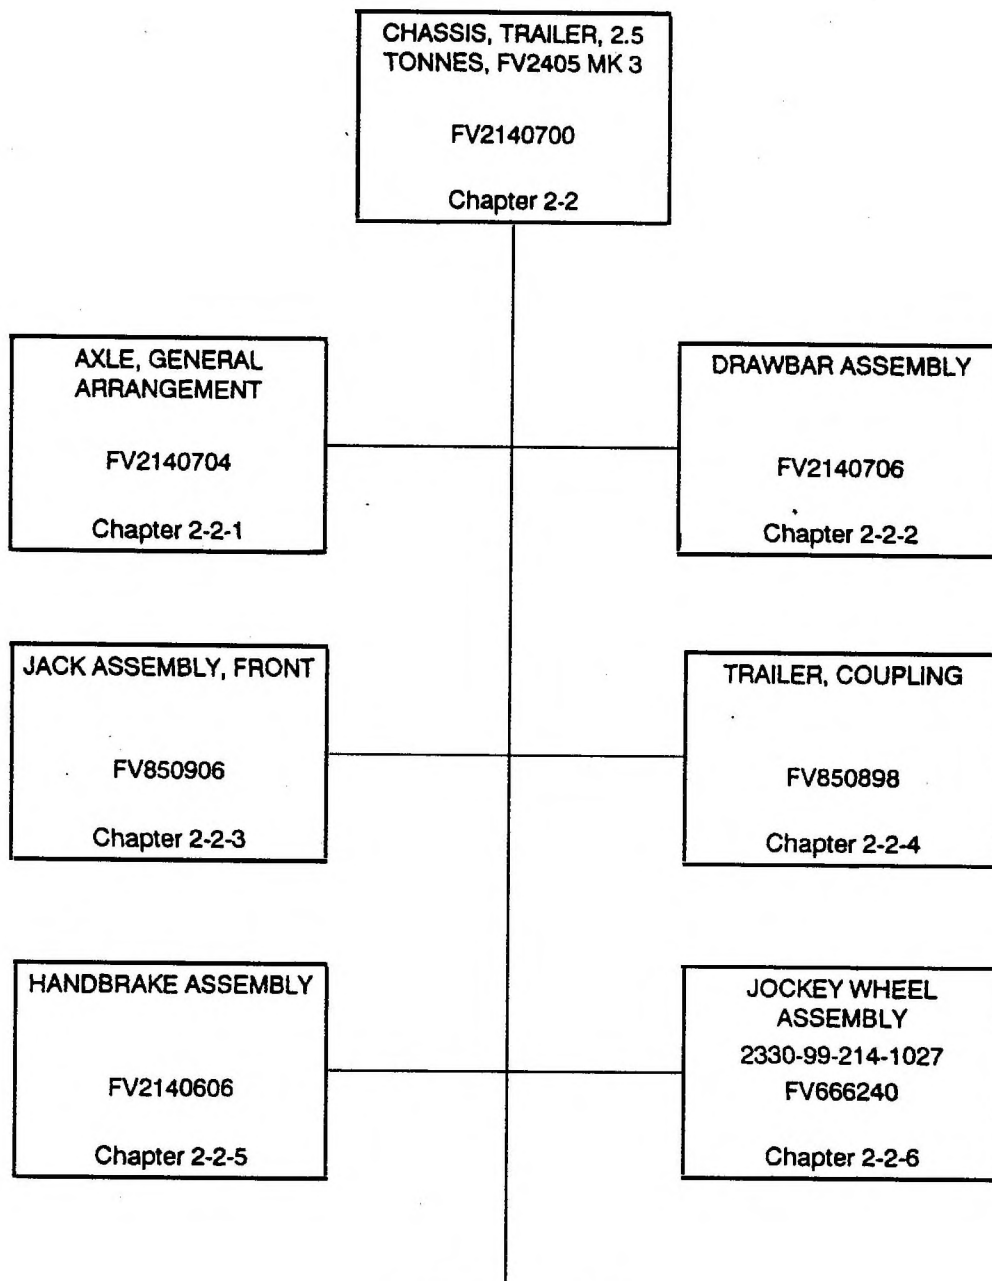 CHASSIS, TRAILER, 2.5
TONNES, FV2405 MK 3
FV2140700
Chapter 2-2
AXLE, GENERAL
ARRANGEMENT
FV2140704
Chapter 2-2-1
DRAWBAR ASSEMBLY
FV2140706
Chapter 2-2-2
JACK ASSEMBLY, FRONT
FV850906
Chapter 2-2-3
TRAILER, COUPLING
FV850898
Chapter 2-2-4
HANDBRAKE ASSEMBLY
FV2140606
Chapter 2-2-5
JOCKEY WHEEL
ASSEMBLY
2330-99-214-1027
FV666240
Chapter 2-2-6